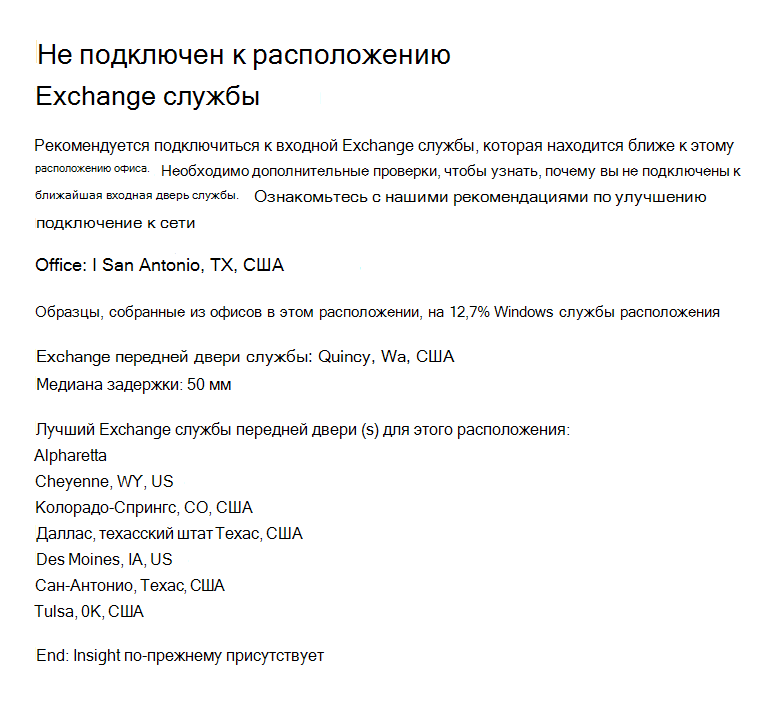 Не подключен к расположению
Exchange службы
Рекомендуется подключиться к входной Exchange службы, которая находится ближе к этому
расположению офиса. Необходимо дополнительные проверки, чтобы узнать, почему вы не подключены к
ближайшая входная дверь службы. Ознакомьтесь с нашими рекомендациями по улучшению
подключение к сети
Office: I San Antonio, TX, США
Образцы, собранные из офисов в этом расположении, на 12,7% Windows службы расположения
Exchange передней двери службы: Quincy, Wa, США
Медиана задержки: 50 мм
Лучший Exchange службы передней двери (s) для этого расположения:
Alpharetta
Cheyenne, WY, US
Колорадо-Спрингс, CO, США
Даллас, техасский штат Техас, США
Des Moines, IA, US
Сан-Антонио, Техас, США
Tulsa, 0K, США
End: Insight по-прежнему присутствует